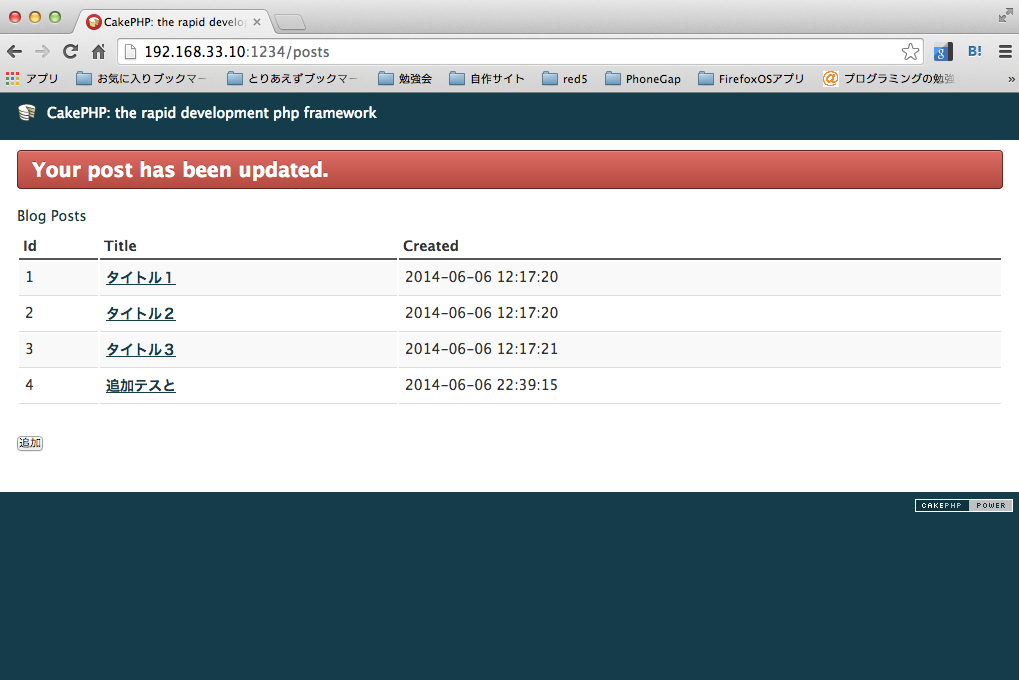 CakePHP: the rapid develo
192.168.33.10:1234/posts
8 B!
アプリ お気に入りブックマー とりあえずブックマー 勉強会 自作サイト red5 PhoneGap FirefoxOSアプリ @ プログラミングの勉強 »
CakePHP: the rapid development php framework
Your post has been updated.
Blog Posts
Id Title Created
1 タイトル１ 2014-06-06 12:17:20
2 タイトル２ 2014-06-06 12:17:20
3 タイトル３ 2014-06-06 12:17:21
4 追加テスと 2014-06-06 22:39:15
追加
CAKEPHP POWER